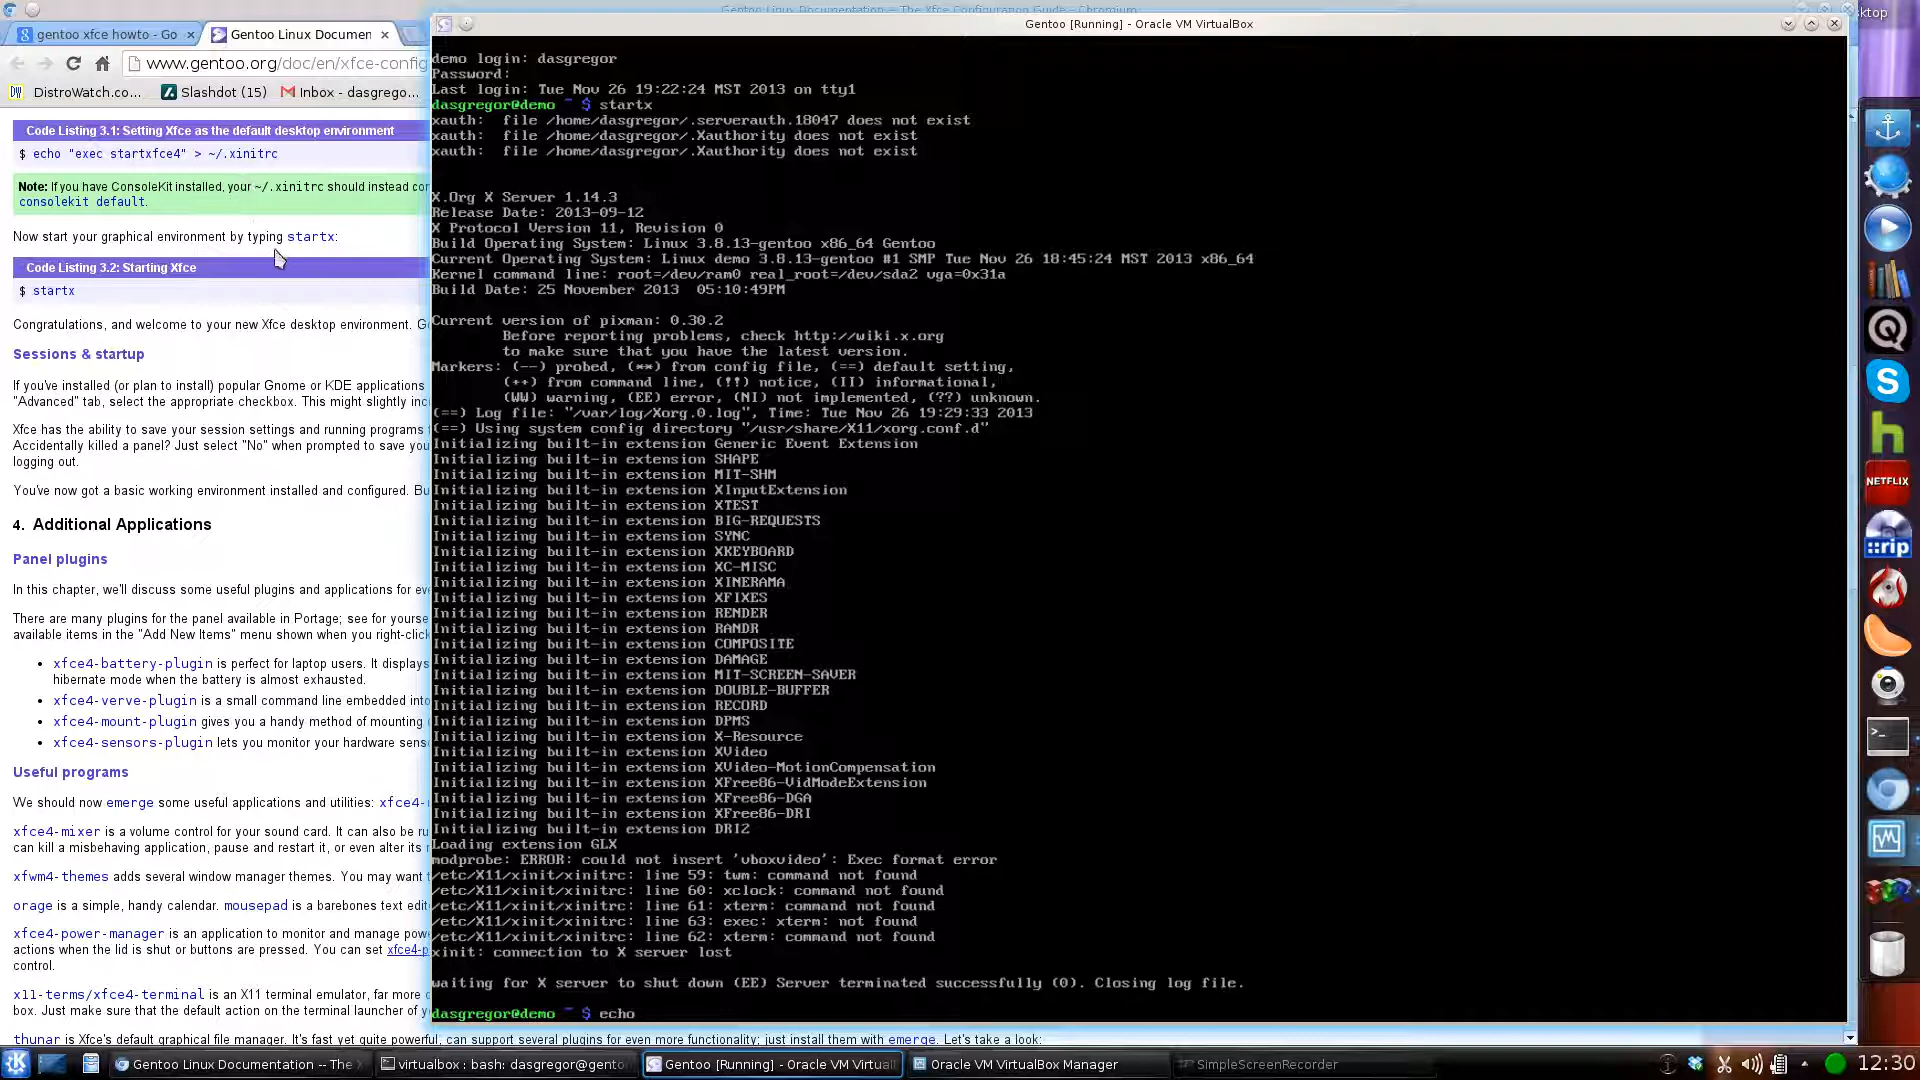 Gentoo Linux Documentation -- The Xfce Configuration Guide - Chromium
ktop
gentoo xfce howto - Go
Gentoo Linux Documen
Gentoo [Running] - Oracle VM VirtualBox
www.gentoo.org/doc/en/xfce-config
DistroWatch.co...
Slashdot (15)
Inbox - dasgrego...
Code Listing 3.1: Setting Xfce as the default desktop environment
$ echo "exec startxfce4" > ~/.xinitrc
Note: If you have ConsoleKit installed, your ~/.xinitrc should instead con
consolekit default.
Now start your graphical environment by typing startx:
Code Listing 3.2: Starting Xfce
$ startx
Congratulations, and welcome to your new Xfce desktop environment. G
Sessions & startup
If you've installed (or plan to install) popular Gnome or KDE applications
"Advanced" tab, select the appropriate checkbox. This might slightly inc
Xfce has the ability to save your session settings and running programs
Accidentally killed a panel? Just select "No" when prompted to save you
logging out.
You've now got a basic working environment installed and configured. Bu
4. Additional Applications
Panel plugins
In this chapter, we'll discuss some useful plugins and applications for eve
There are many plugins for the panel available in Portage; see for yourse
available items in the "Add New Items" menu shown when you right-click
• xfce4-battery-plugin is perfect for laptop users. It displays
hibernate mode when the battery is almost exhausted.
• xfce4-verve-plugin is a small command line embedded into
• xfce4-mount-plugin gives you a handy method of mounting
• xfce4-sensors-plugin lets you monitor your hardware senso
Useful programs
We should now emerge some useful applications and utilities: xfce4-
xfce4-mixer is a volume control for your sound card. It can also be ru
can kill a misbehaving application, pause and restart it, or even alter its
xfwm4-themes adds several window manager themes. You may want
orage is a simple, handy calendar. mousepad is a barebones text edit
xfce4-power-manager is an application to monitor and manage pow
actions when the lid is shut or buttons are pressed. You can set xfce4-p
control.
x11-terms/xfce4-terminal is an X11 terminal emulator, far more
box. Just make sure that the default action on the terminal launcher of y
thunar is Xfce's default graphical file manager. It's fast yet quite powerful, can support several plugins for even more functionality; just install them with emerge. Let's take a look:
demo login: dasgregor
Password:
Last login: Tue Nov 26 19:22:24 MST 2013 on tty1
dasgregor@demo ~ $ startx
xauth:  file /home/dasgregor/.serverauth.18047 does not exist
xauth:  file /home/dasgregor/.Xauthority does not exist
xauth:  file /home/dasgregor/.Xauthority does not exist
X.Org X Server 1.14.3
Release Date: 2013-09-12
X Protocol Version 11, Revision 0
Build Operating System: Linux 3.8.13-gentoo x86_64 Gentoo
Current Operating System: Linux demo 3.8.13-gentoo #1 SMP Tue Nov 26 18:45:24 MST 2013 x86_64
Kernel command line: root=/dev/ram0 real_root=/dev/sda2 vga=0x31a
Build Date: 25 November 2013  05:10:49PM
Current version of pixman: 0.30.2
Before reporting problems, check http://wiki.x.org
to make sure that you have the latest version.
Markers: (--) probed, (**) from config file, (==) default setting,
(++) from command line, (!!) notice, (II) informational,
(WW) warning, (EE) error, (NI) not implemented, (??) unknown.
(==) Log file: "/var/log/Xorg.0.log", Time: Tue Nov 26 19:29:33 2013
(==) Using system config directory "/usr/share/X11/xorg.conf.d"
Initializing built-in extension Generic Event Extension
Initializing built-in extension SHAPE
Initializing built-in extension MIT-SHM
Initializing built-in extension XInputExtension
Initializing built-in extension XTEST
Initializing built-in extension BIG-REQUESTS
Initializing built-in extension SYNC
Initializing built-in extension XKEYBOARD
Initializing built-in extension XC-MISC
Initializing built-in extension XINERAMA
Initializing built-in extension XFIXES
Initializing built-in extension RENDER
Initializing built-in extension RANDR
Initializing built-in extension COMPOSITE
Initializing built-in extension DAMAGE
Initializing built-in extension MIT-SCREEN-SAVER
Initializing built-in extension DOUBLE-BUFFER
Initializing built-in extension RECORD
Initializing built-in extension DPMS
Initializing built-in extension X-Resource
Initializing built-in extension XVideo
Initializing built-in extension XVideo-MotionCompensation
Initializing built-in extension XFree86-VidModeExtension
Initializing built-in extension XFree86-DGA
Initializing built-in extension XFree86-DRI
Initializing built-in extension DRI2
Loading extension GLX
modprobe: ERROR: could not insert 'vboxvideo': Exec format error
/etc/X11/xinit/xinitrc: line 59: twm: command not found
/etc/X11/xinit/xinitrc: line 60: xclock: command not found
/etc/X11/xinit/xinitrc: line 61: xterm: command not found
/etc/X11/xinit/xinitrc: line 63: exec: xterm: not found
/etc/X11/xinit/xinitrc: line 62: xterm: command not found
xinit: connection to X server lost
waiting for X server to shut down (EE) Server terminated successfully (0). Closing log file.
dasgregor@demo ~ $ echo
S
h
NETFLIX
::rip
>_
Gentoo Linux Documentation -- The X
virtualbox : bash: dasgregor@gento
Gentoo [Running] - Oracle VM Virtual
Oracle VM VirtualBox Manager
SimpleScreenRecorder
12:30